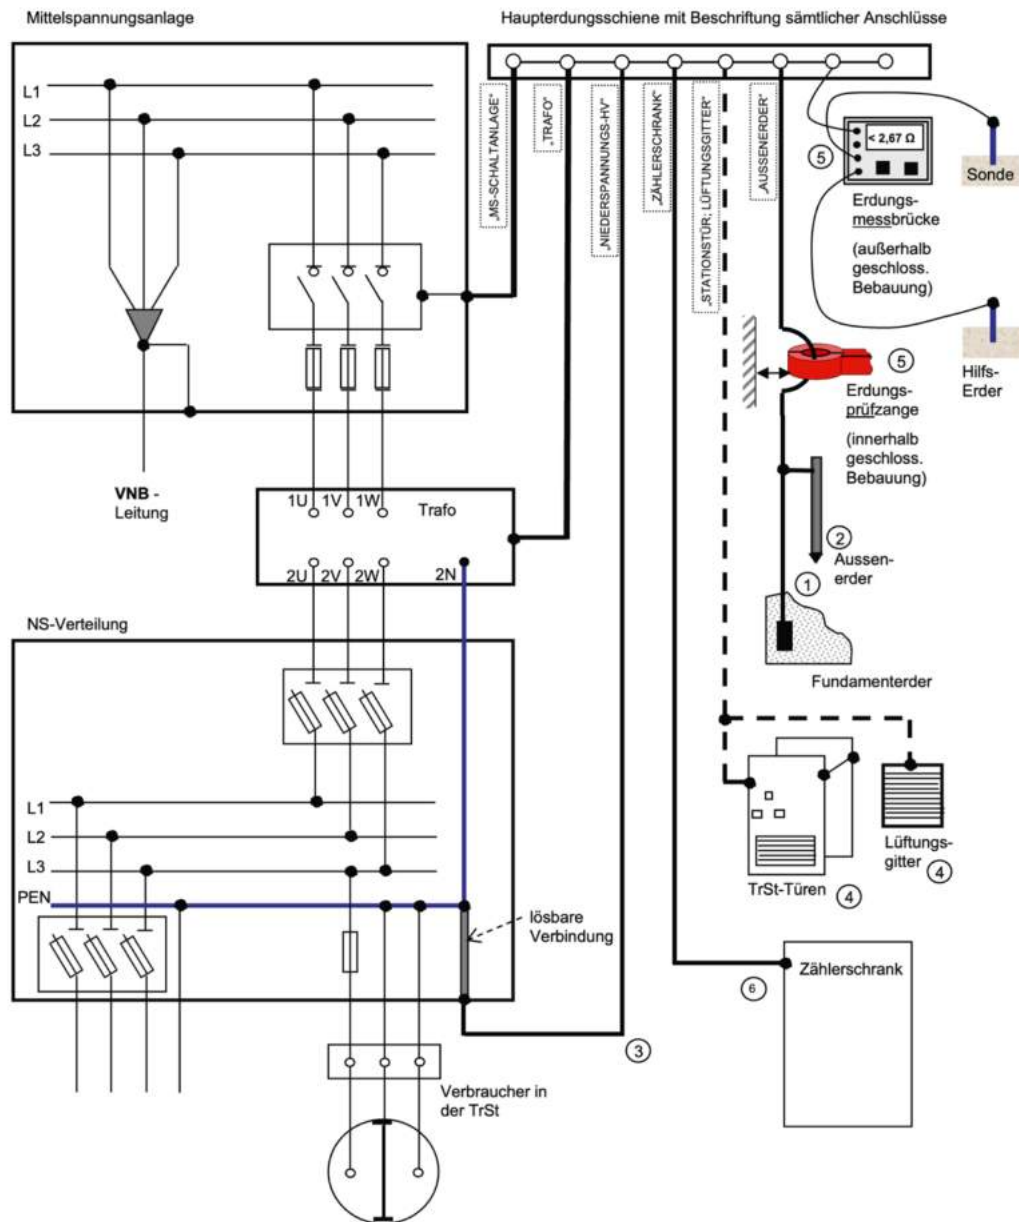 Mittelspannungsanlage
Haupterdungsschiene mit Beschriftung sämtlicher Anschlüsse
L1
L2
L3
„MS-SCHALTANLAGE“
„TRAFO“
„NIEDERSPANNUNGS-HV“
„ZÄHLERSCHRANK“
„STATIONSTÜR; LÜFTUNGSGITTER“
„AUSSENERDER“
< 2,67 Ω
5
Erdungs-
messbrücke
(außerhalb
geschloss.
Bebauung)
Sonde
Hilfs-
Erder
5
Erdungs-
prüfzange
(innerhalb
geschloss.
Bebauung)
VNB -
Leitung
1U
1V
1W
Trafo
2U
2V
2W
2N
2
Aussen-
erder
1
Fundamenterder
NS-Verteilung
L1
L2
L3
PEN
lösbare
Verbindung
TrSt-Türen
4
Lüftungs-
gitter
4
Zählerschrank
6
3
Verbraucher in
der TrSt